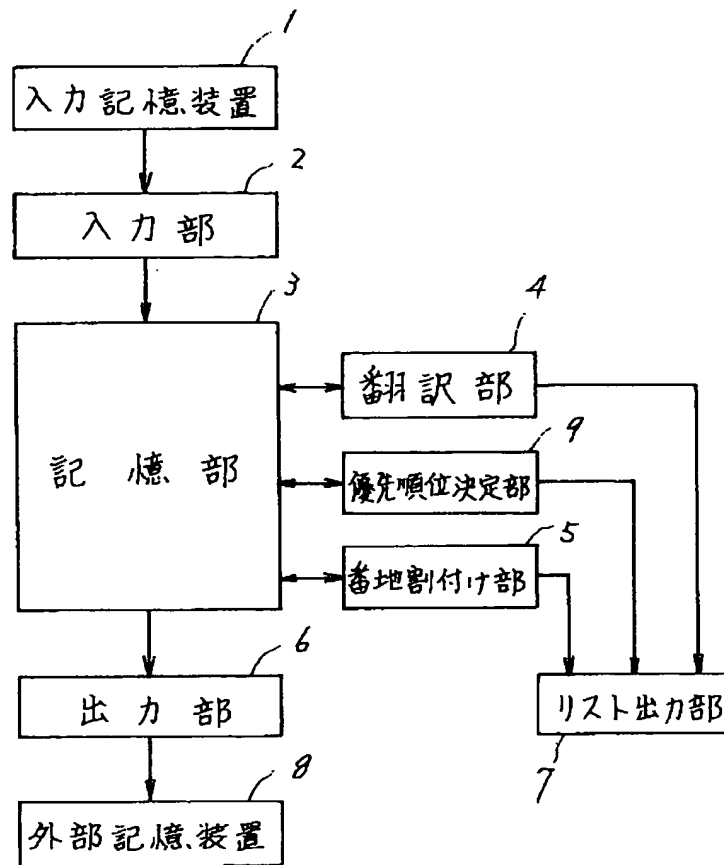 1
入力記憶装置
2
入力部
3
記憶部
4
翻訳部
9
優先順位決定部
5
番地割付け部
6
出力部
リスト出力部
7
8
外部記憶装置